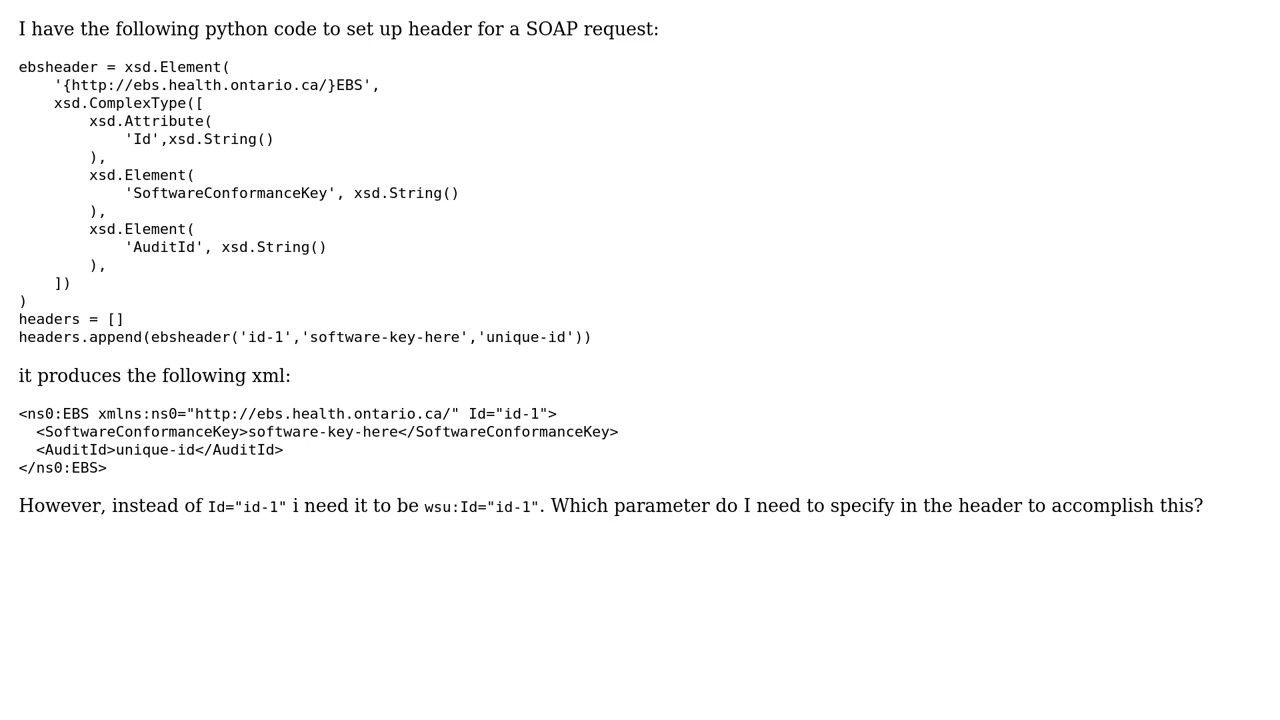 I have the following python code to set up header for a SOAP request:
ebsheader = xsd.Element(
    '{http://ebs.health.ontario.ca/}EBS',
    xsd.ComplexType([
        xsd.Attribute(
            'Id',xsd.String()
        ),
        xsd.Element(
            'SoftwareConformanceKey', xsd.String()
        ),
        xsd.Element(
            'AuditId', xsd.String()
        ),
    ])
)
headers = []
headers.append(ebsheader('id-1','software-key-here','unique-id'))
it produces the following xml:
<ns0:EBS xmlns:ns0="http://ebs.health.ontario.ca/" Id="id-1">
  <SoftwareConformanceKey>software-key-here</SoftwareConformanceKey>
  <AuditId>unique-id</AuditId>
</ns0:EBS>
However, instead of Id="id-1" i need it to be wsu:Id="id-1". Which parameter do I need to specify in the header to accomplish this?